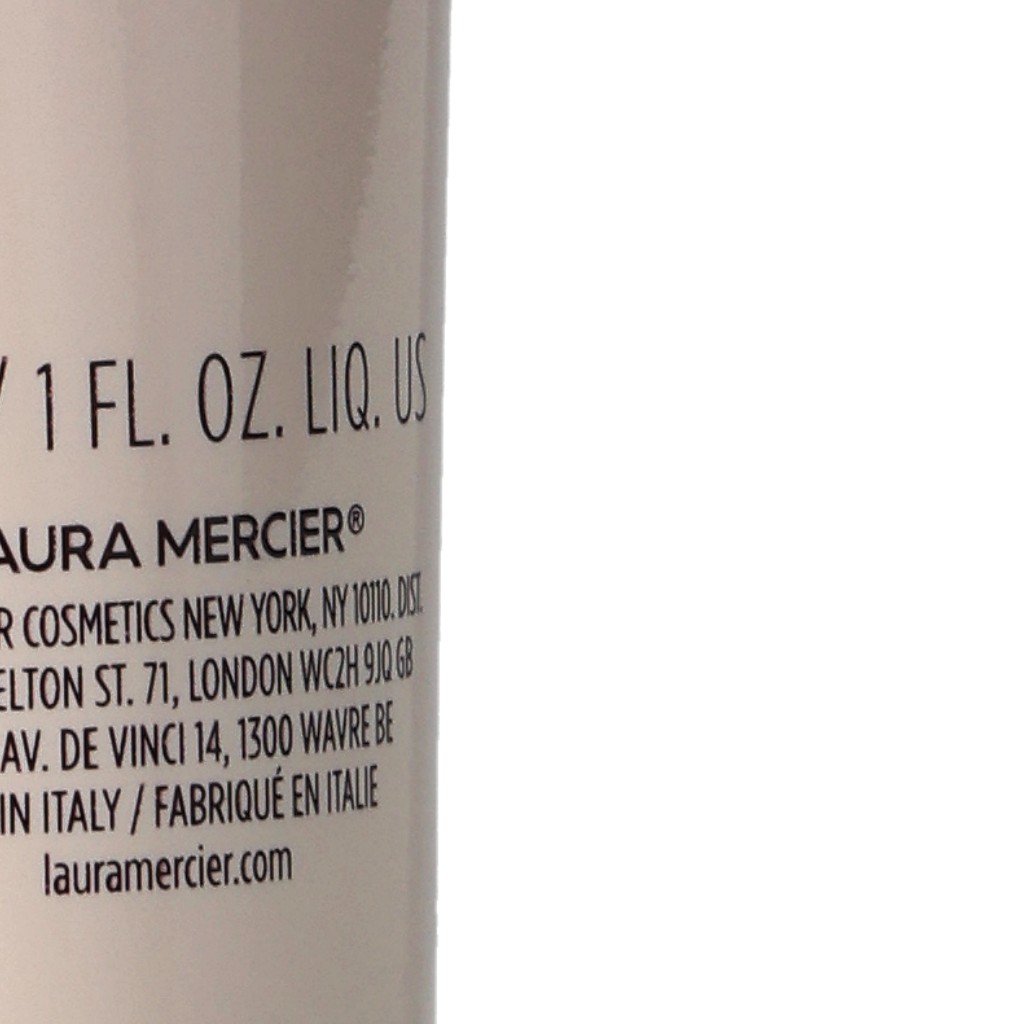 / 1 FL. OZ. LIQ. US
AURA MERCIER®
R COSMETICS NEW YORK, NY 10110. DIST.
ELTON ST. 71, LONDON WC2H 9JQ GB
AV. DE VINCI 14, 1300 WAVRE BE
IN ITALY / FABRIQUÉ EN ITALIE
lauramercier.com